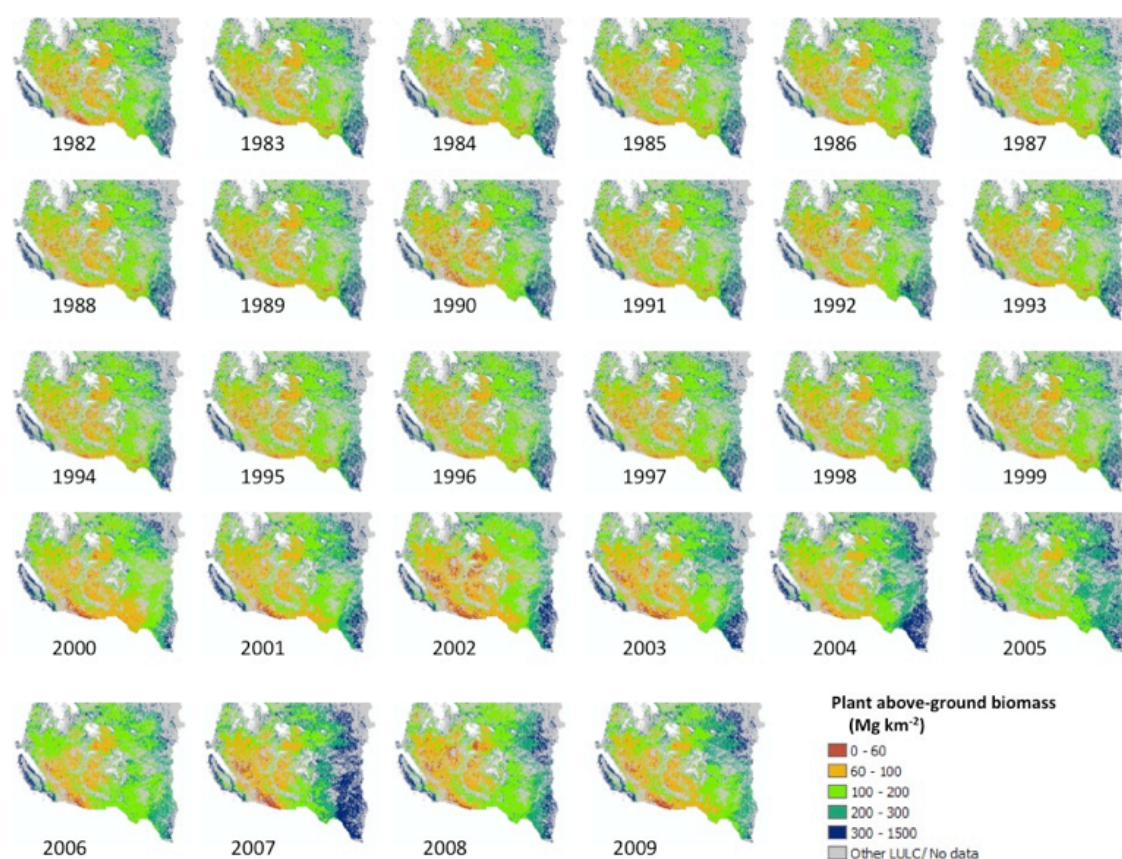 1982 1983 1984 1985 1986 1987
1988 1989 1990 1991 1992 1993
1994 1995 1996 1997 1998 1999
2000 2001 2002 2003 2004 2005
2006 2007 2008 2009
Plant above-ground biomass
(Mg km⁻²)
0 - 60
60 - 100
100 - 200
200 - 300
300 - 1500
Other LULC/ No data